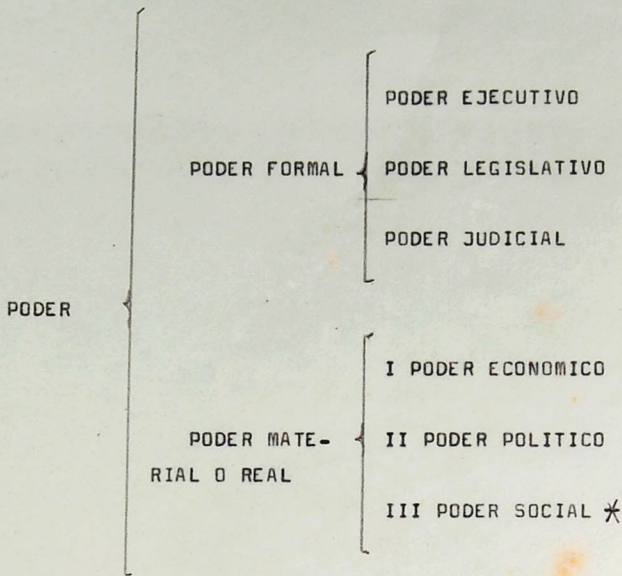 PODER EJECUTIVO
PODER FORMAL PODER LEGISLATIVO
PODER JUDICIAL
PODER
I PODER ECONOMICO
PODER MATE- II PODER POLITICO
RIAL O REAL
III PODER SOCIAL *